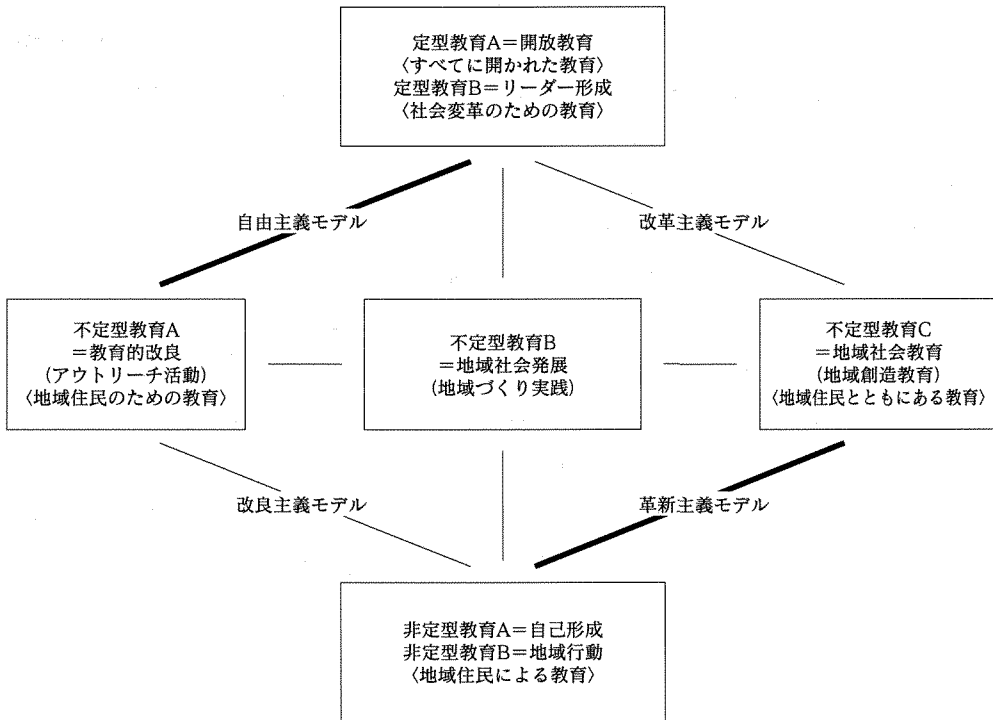 定型教育A=開放教育
〈すべてに開かれた教育〉
定型教育B=リーダー形成
〈社会変革のための教育〉
自由主義モデル
改革主義モデル
不定型教育A
=教育的改良
(アウトリーチ活動)
〈地域住民のための教育〉
不定型教育B
=地域社会発展
(地域づくり実践)
不定型教育C
=地域社会教育
(地域創造教育)
〈地域住民とともにある教育〉
改良主義モデル
革新主義モデル
非定型教育A=自己形成
非定型教育B=地域行動
〈地域住民による教育〉